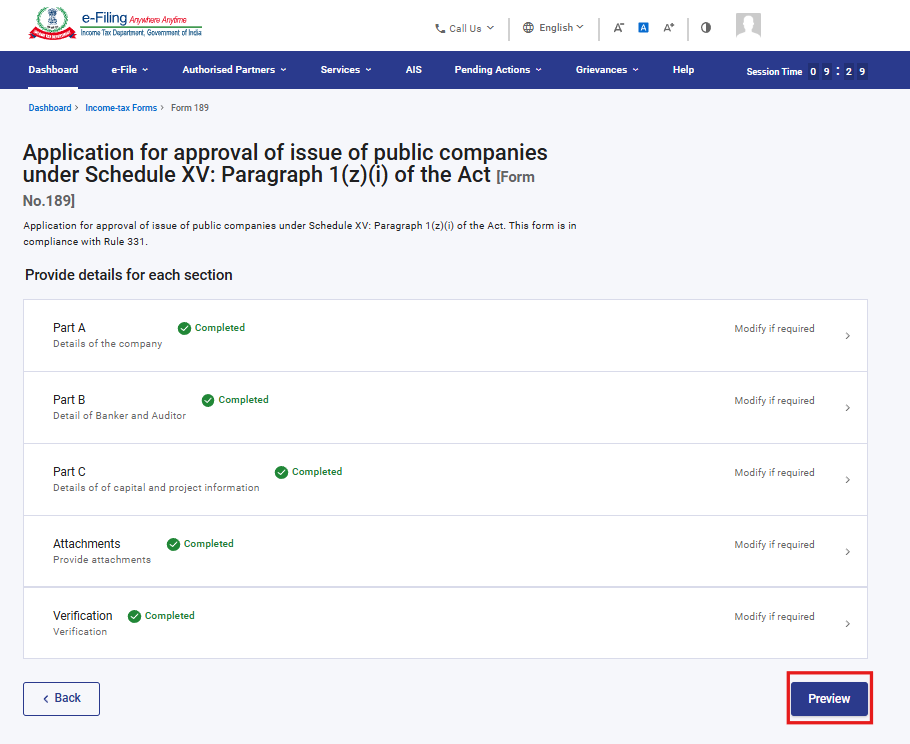 e-Filing Anywhere Anytime
Income Tax Department, Government of India
Call Us
English
A-
A
A+
Dashboard
e-File
Authorised Partners
Services
AIS
Pending Actions
Grievances
Help
Session Time 0 9 : 2 9
Dashboard > Income-tax Forms > Form 189
Application for approval of issue of public companies
under Schedule XV: Paragraph 1(z)(i) of the Act [Form
No.189]
Application for approval of issue of public companies under Schedule XV: Paragraph 1(z)(i) of the Act. This form is in
compliance with Rule 331.
Provide details for each section
Part A Completed Modify if required
Details of the company
Part B Completed Modify if required
Detail of Banker and Auditor
Part C Completed Modify if required
Details of of capital and project information
Attachments Completed Modify if required
Provide attachments
Verification Completed Modify if required
Verification
< Back
Preview